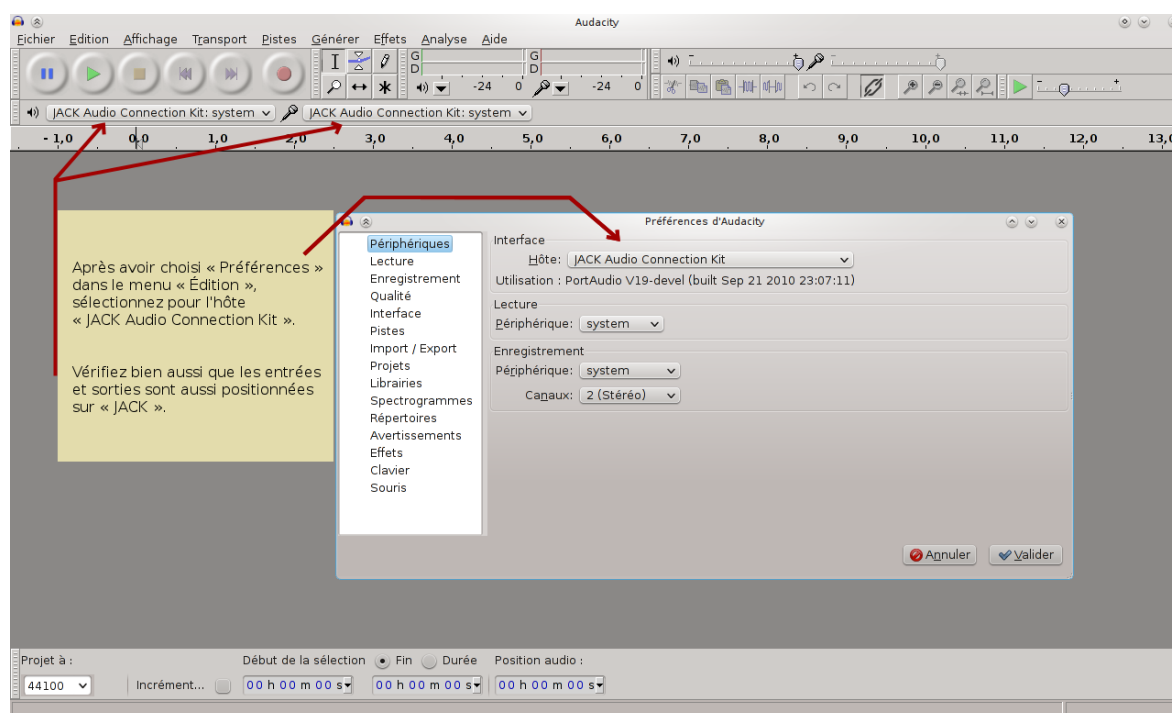 Audacity
Fichier Edition Affichage Transport Pistes Générer Effets Analyse Aide
G
D
-24 0
G
D
-24 0
JACK Audio Connection Kit: system
JACK Audio Connection Kit: system
- 1,0 0,0 1,0 2,0 3,0 4,0 5,0 6,0 7,0 8,0 9,0 10,0 11,0 12,0 13,
Après avoir choisi « Préférences »
dans le menu « Édition »,
sélectionnez pour l'hôte
« JACK Audio Connection Kit ».
Vérifiez bien aussi que les entrées
et sorties sont aussi positionnées
sur « JACK ».
Préférences d'Audacity
Périphériques
Lecture
Enregistrement
Qualité
Interface
Pistes
Import / Export
Projets
Librairies
Spectrogrammes
Répertoires
Avertissements
Effets
Clavier
Souris
Interface
Hôte: JACK Audio Connection Kit
Utilisation : PortAudio V19-devel (built Sep 21 2010 23:07:11)
Lecture
Périphérique: system
Enregistrement
Périphérique: system
Canaux: 2 (Stéréo)
Annuler Valider
Projet à : Début de la sélection Fin Durée Position audio :
44100 Incrément... 00 h 00 m 00 s 00 h 00 m 00 s 00 h 00 m 00 s